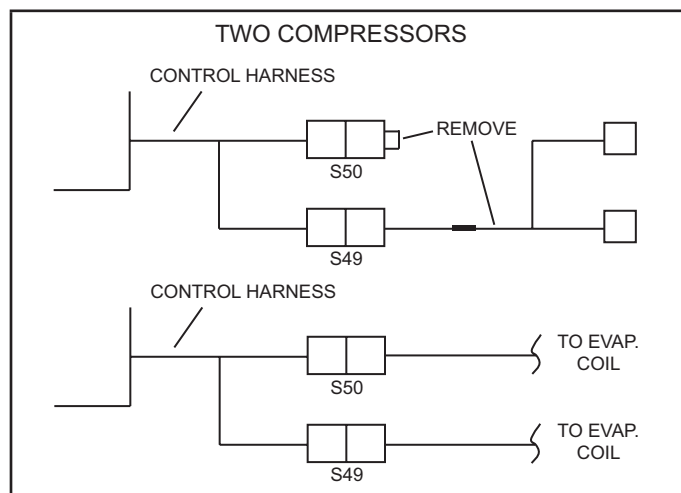 TWO COMPRESSORS
CONTROL HARNESS
REMOVE
S50
S49
CONTROL HARNESS
TO EVAP.
COIL
S50
TO EVAP.
COIL
S49